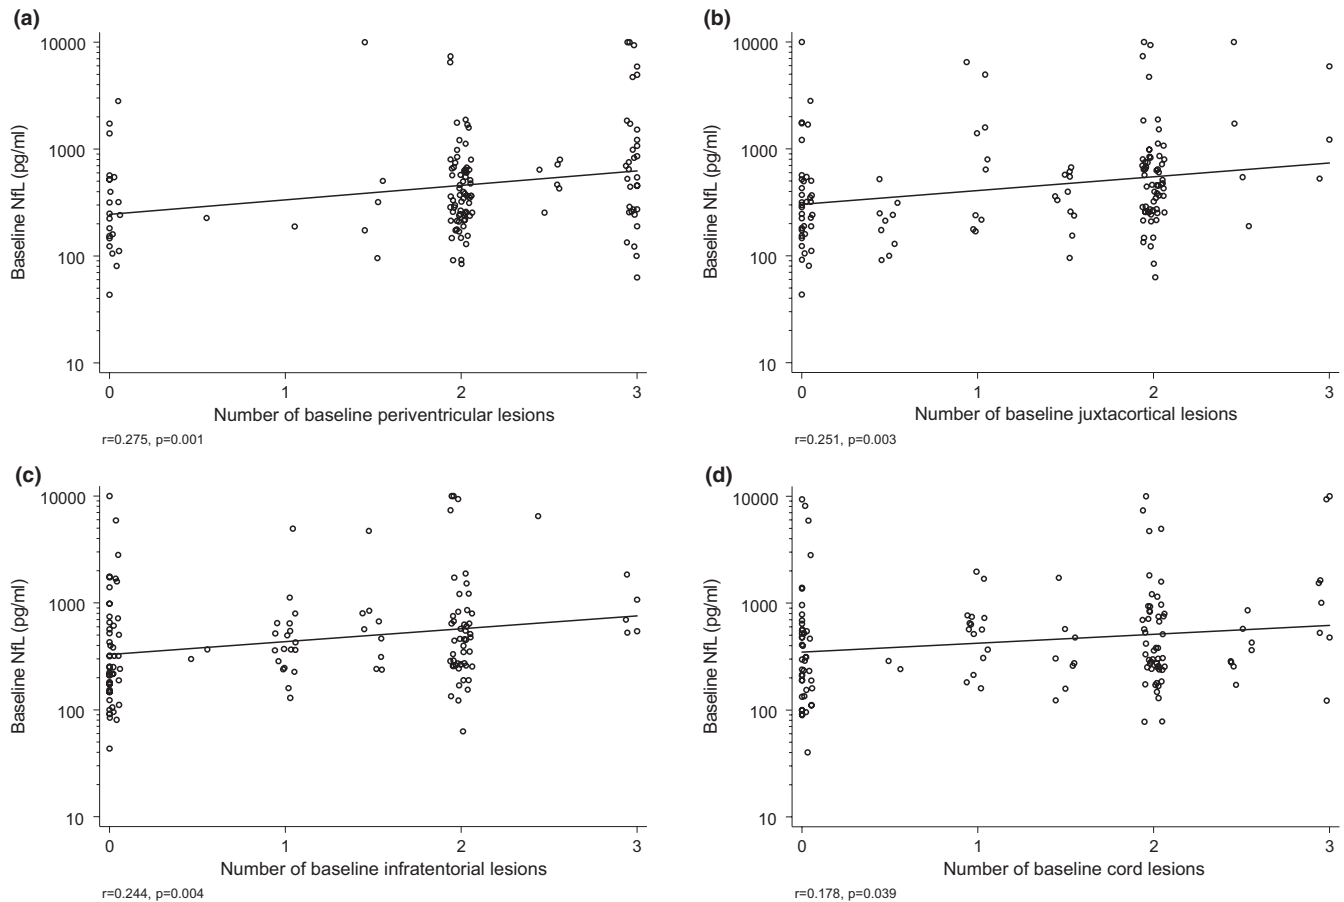 (a)
10000
1000
100
10
Baseline NfL (pg/ml)
0 1 2 3
Number of baseline periventricular lesions
r=0.275, p=0.001
(b)
10000
1000
100
10
Baseline NfL (pg/ml)
0 1 2 3
Number of baseline juxtacortical lesions
r=0.251, p=0.003
(c)
10000
1000
100
10
Baseline NfL (pg/ml)
0 1 2 3
Number of baseline infratentorial lesions
r=0.244, p=0.004
(d)
10000
1000
100
10
Baseline NfL (pg/ml)
0 1 2 3
Number of baseline cord lesions
r=0.178, p=0.039